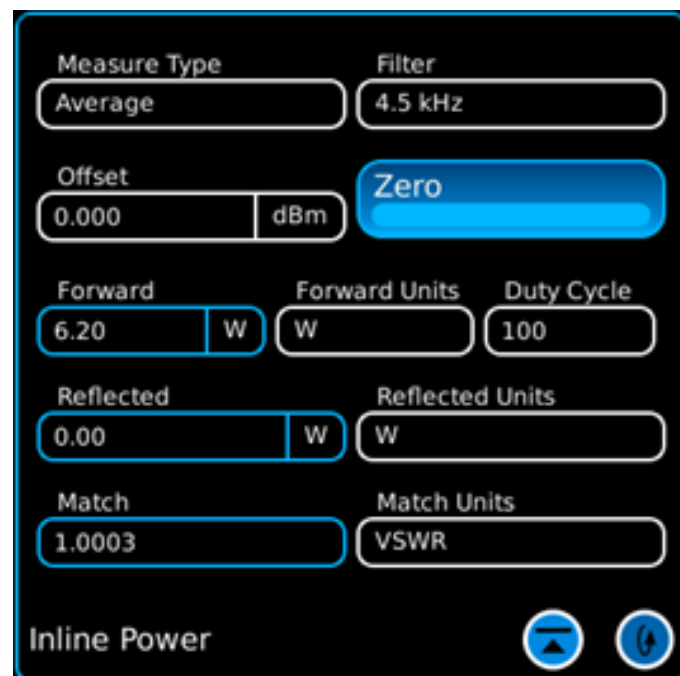 Measure Type Filter
Average 4.5 kHz
Offset Zero
0.000 dBm
Forward Forward Units Duty Cycle
6.20 W W 100
Reflected Reflected Units
0.00 W W
Match Match Units
1.0003 VSWR
Inline Power